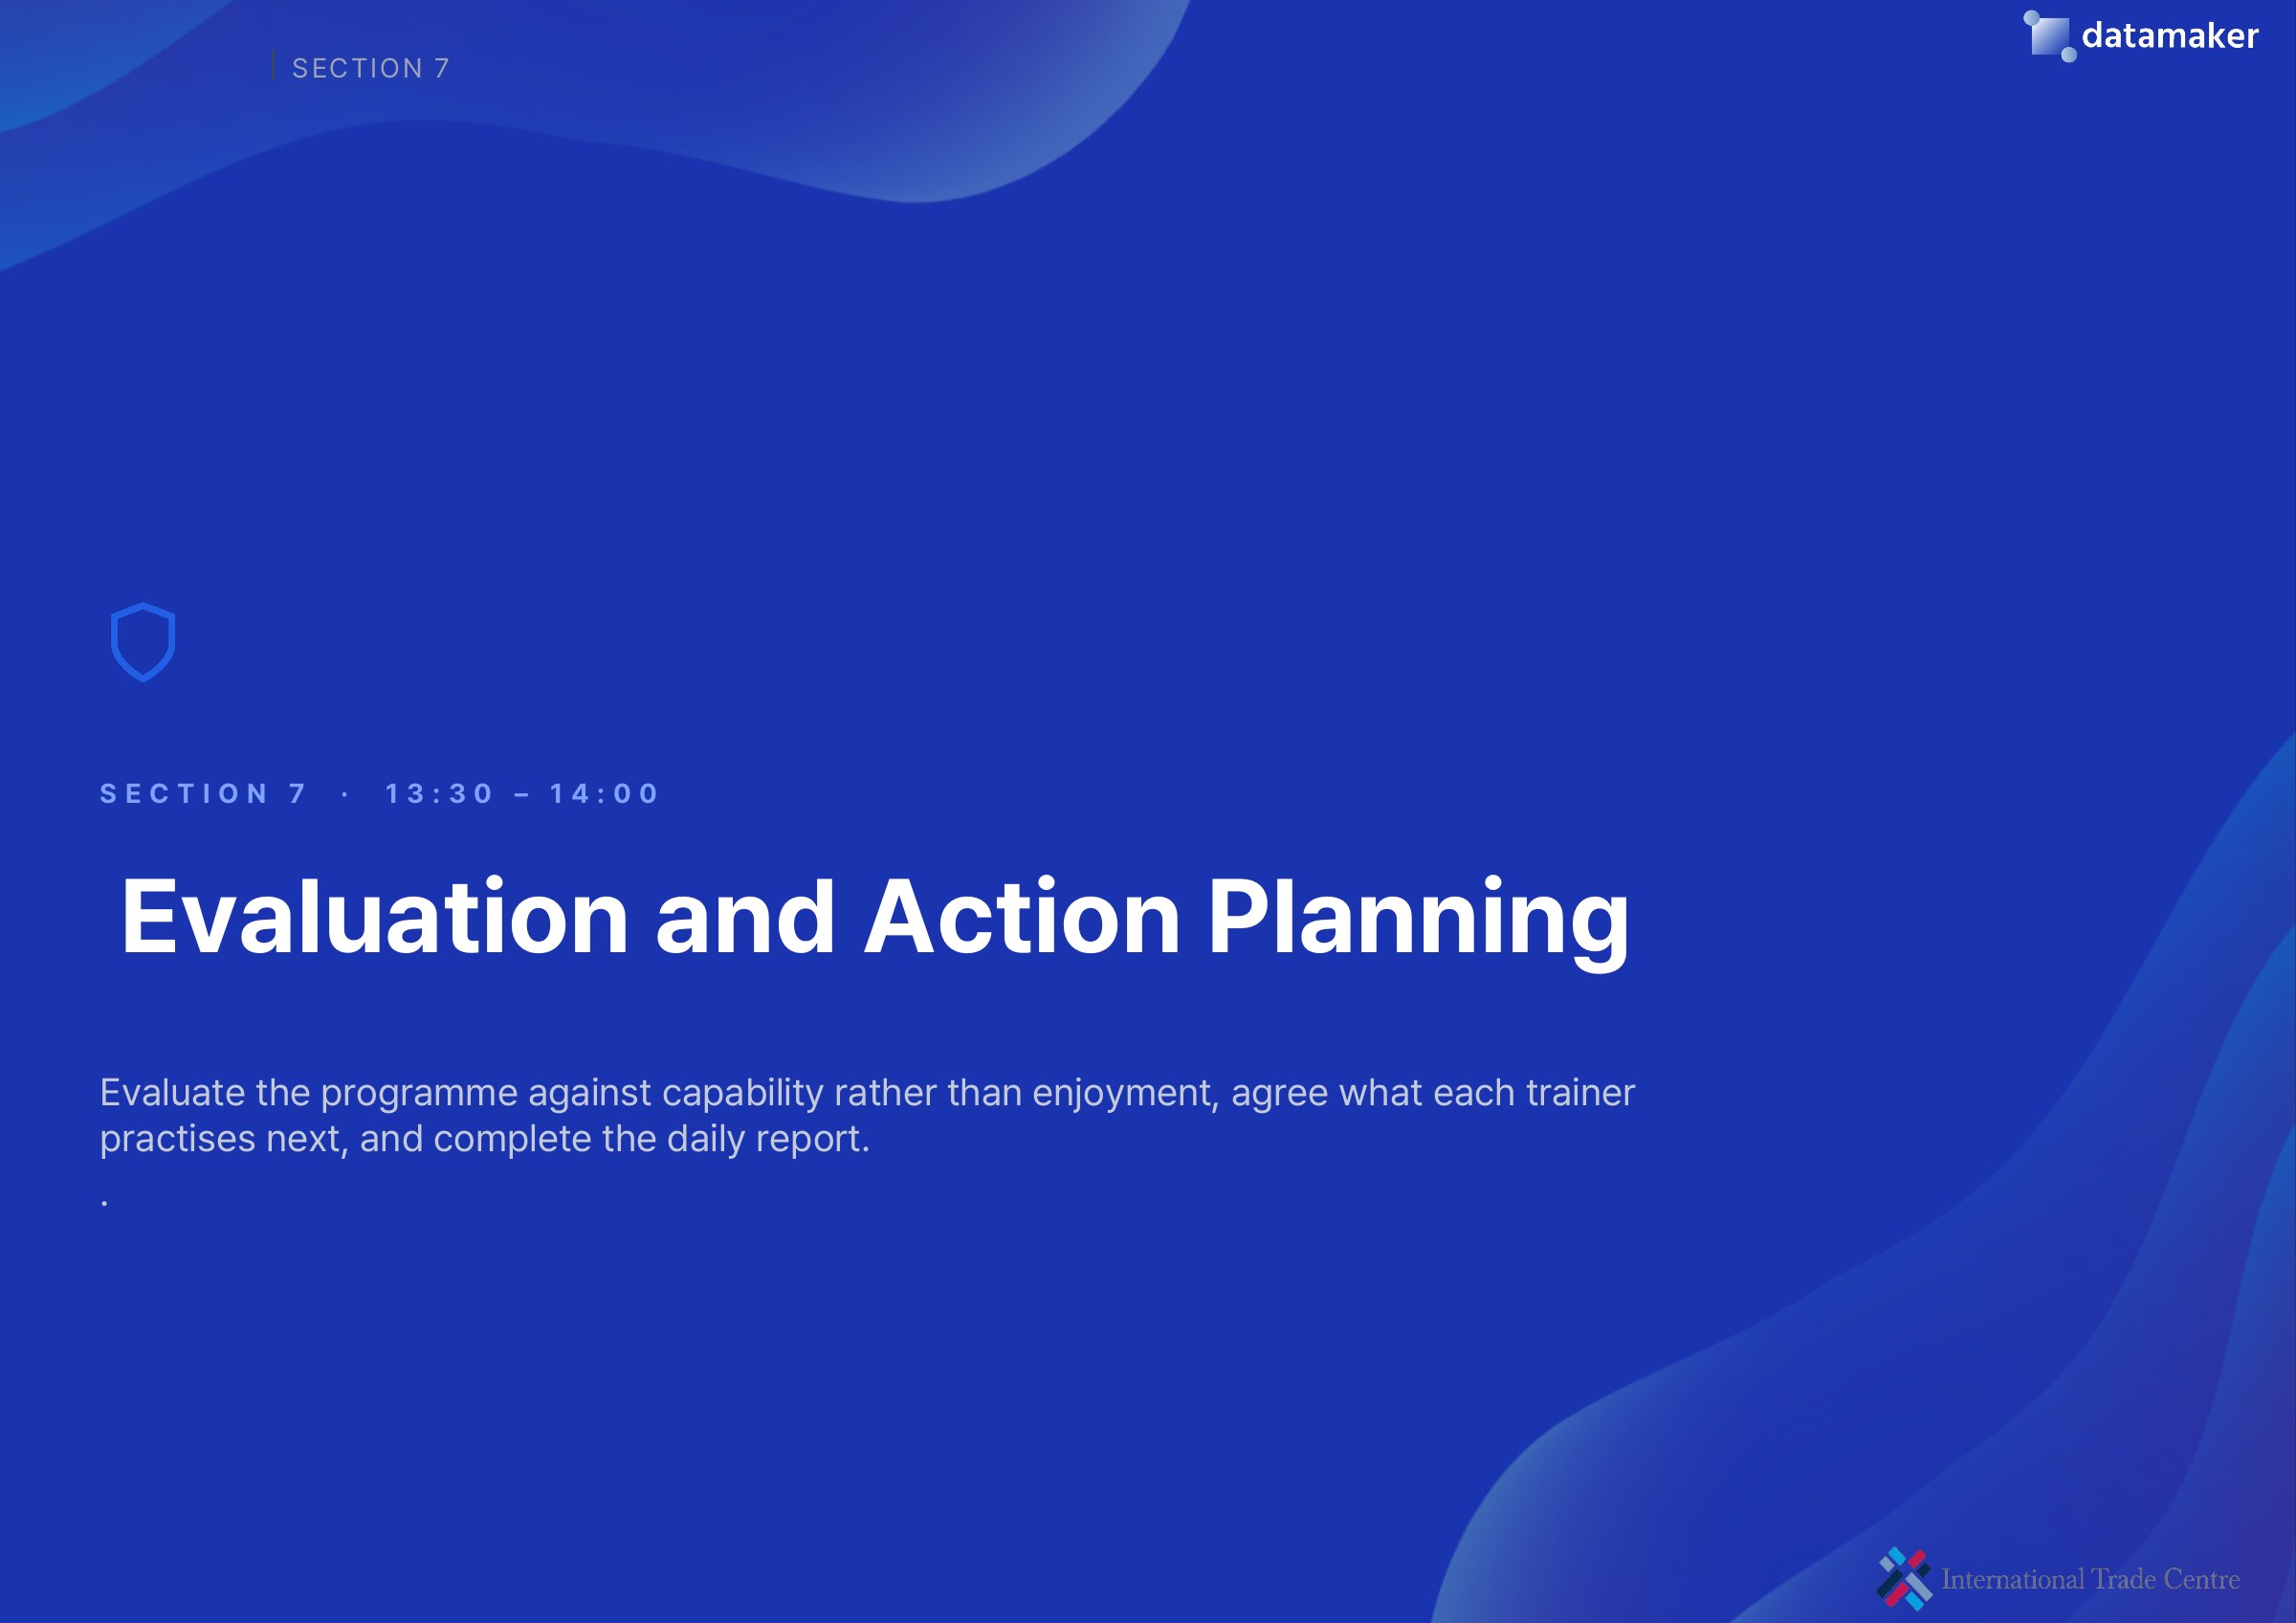 SECTION 7
datamaker
SECTION 7 · 13:30 – 14:00
Evaluation and Action Planning
Evaluate the programme against capability rather than enjoyment, agree what each trainer
practises next, and complete the daily report.
.
International Trade Centre